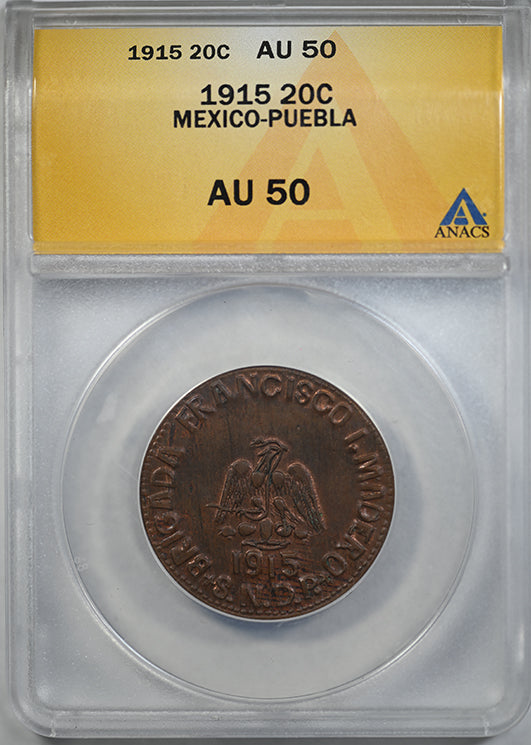 1915 20C AU 50
1915 20C
MEXICO-PUEBLA
AU 50
ANACS
BRIGADA FRANCISCO I. MADERO
1915
S.N.D.P.